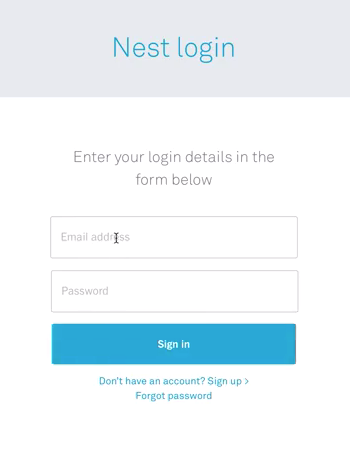 Nest login
Enter your login details in the
form below
Email address
Password
Sign in
Don't have an account? Sign up >
Forgot password